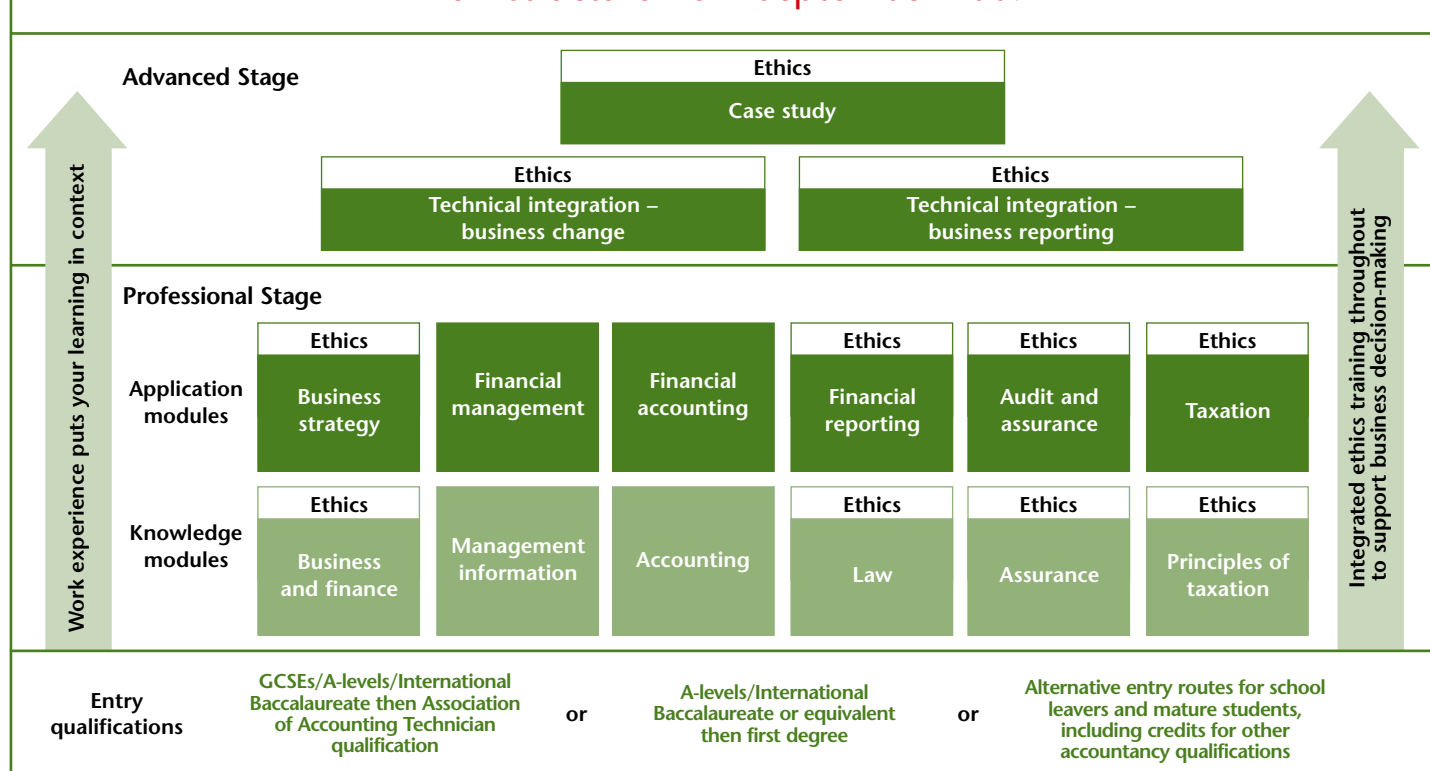 Advanced Stage
Ethics
Case study
Ethics
Technical integration –
business change
Ethics
Technical integration –
business reporting
Work experience puts your learning in context
Integrated ethics training throughout
to support business decision-making
Professional Stage
Application
modules
Ethics
Business
strategy
Financial
management
Financial
accounting
Ethics
Financial
reporting
Ethics
Audit and
assurance
Ethics
Taxation
Knowledge
modules
Ethics
Business
and finance
Management
information
Accounting
Ethics
Law
Ethics
Assurance
Ethics
Principles of
taxation
Entry
qualifications
GCSEs/A-levels/International
Baccalaureate then Association
of Accounting Technician
qualification
or
A-levels/International
Baccalaureate or equivalent
then first degree
or
Alternative entry routes for school
leavers and mature students,
including credits for other
accountancy qualifications